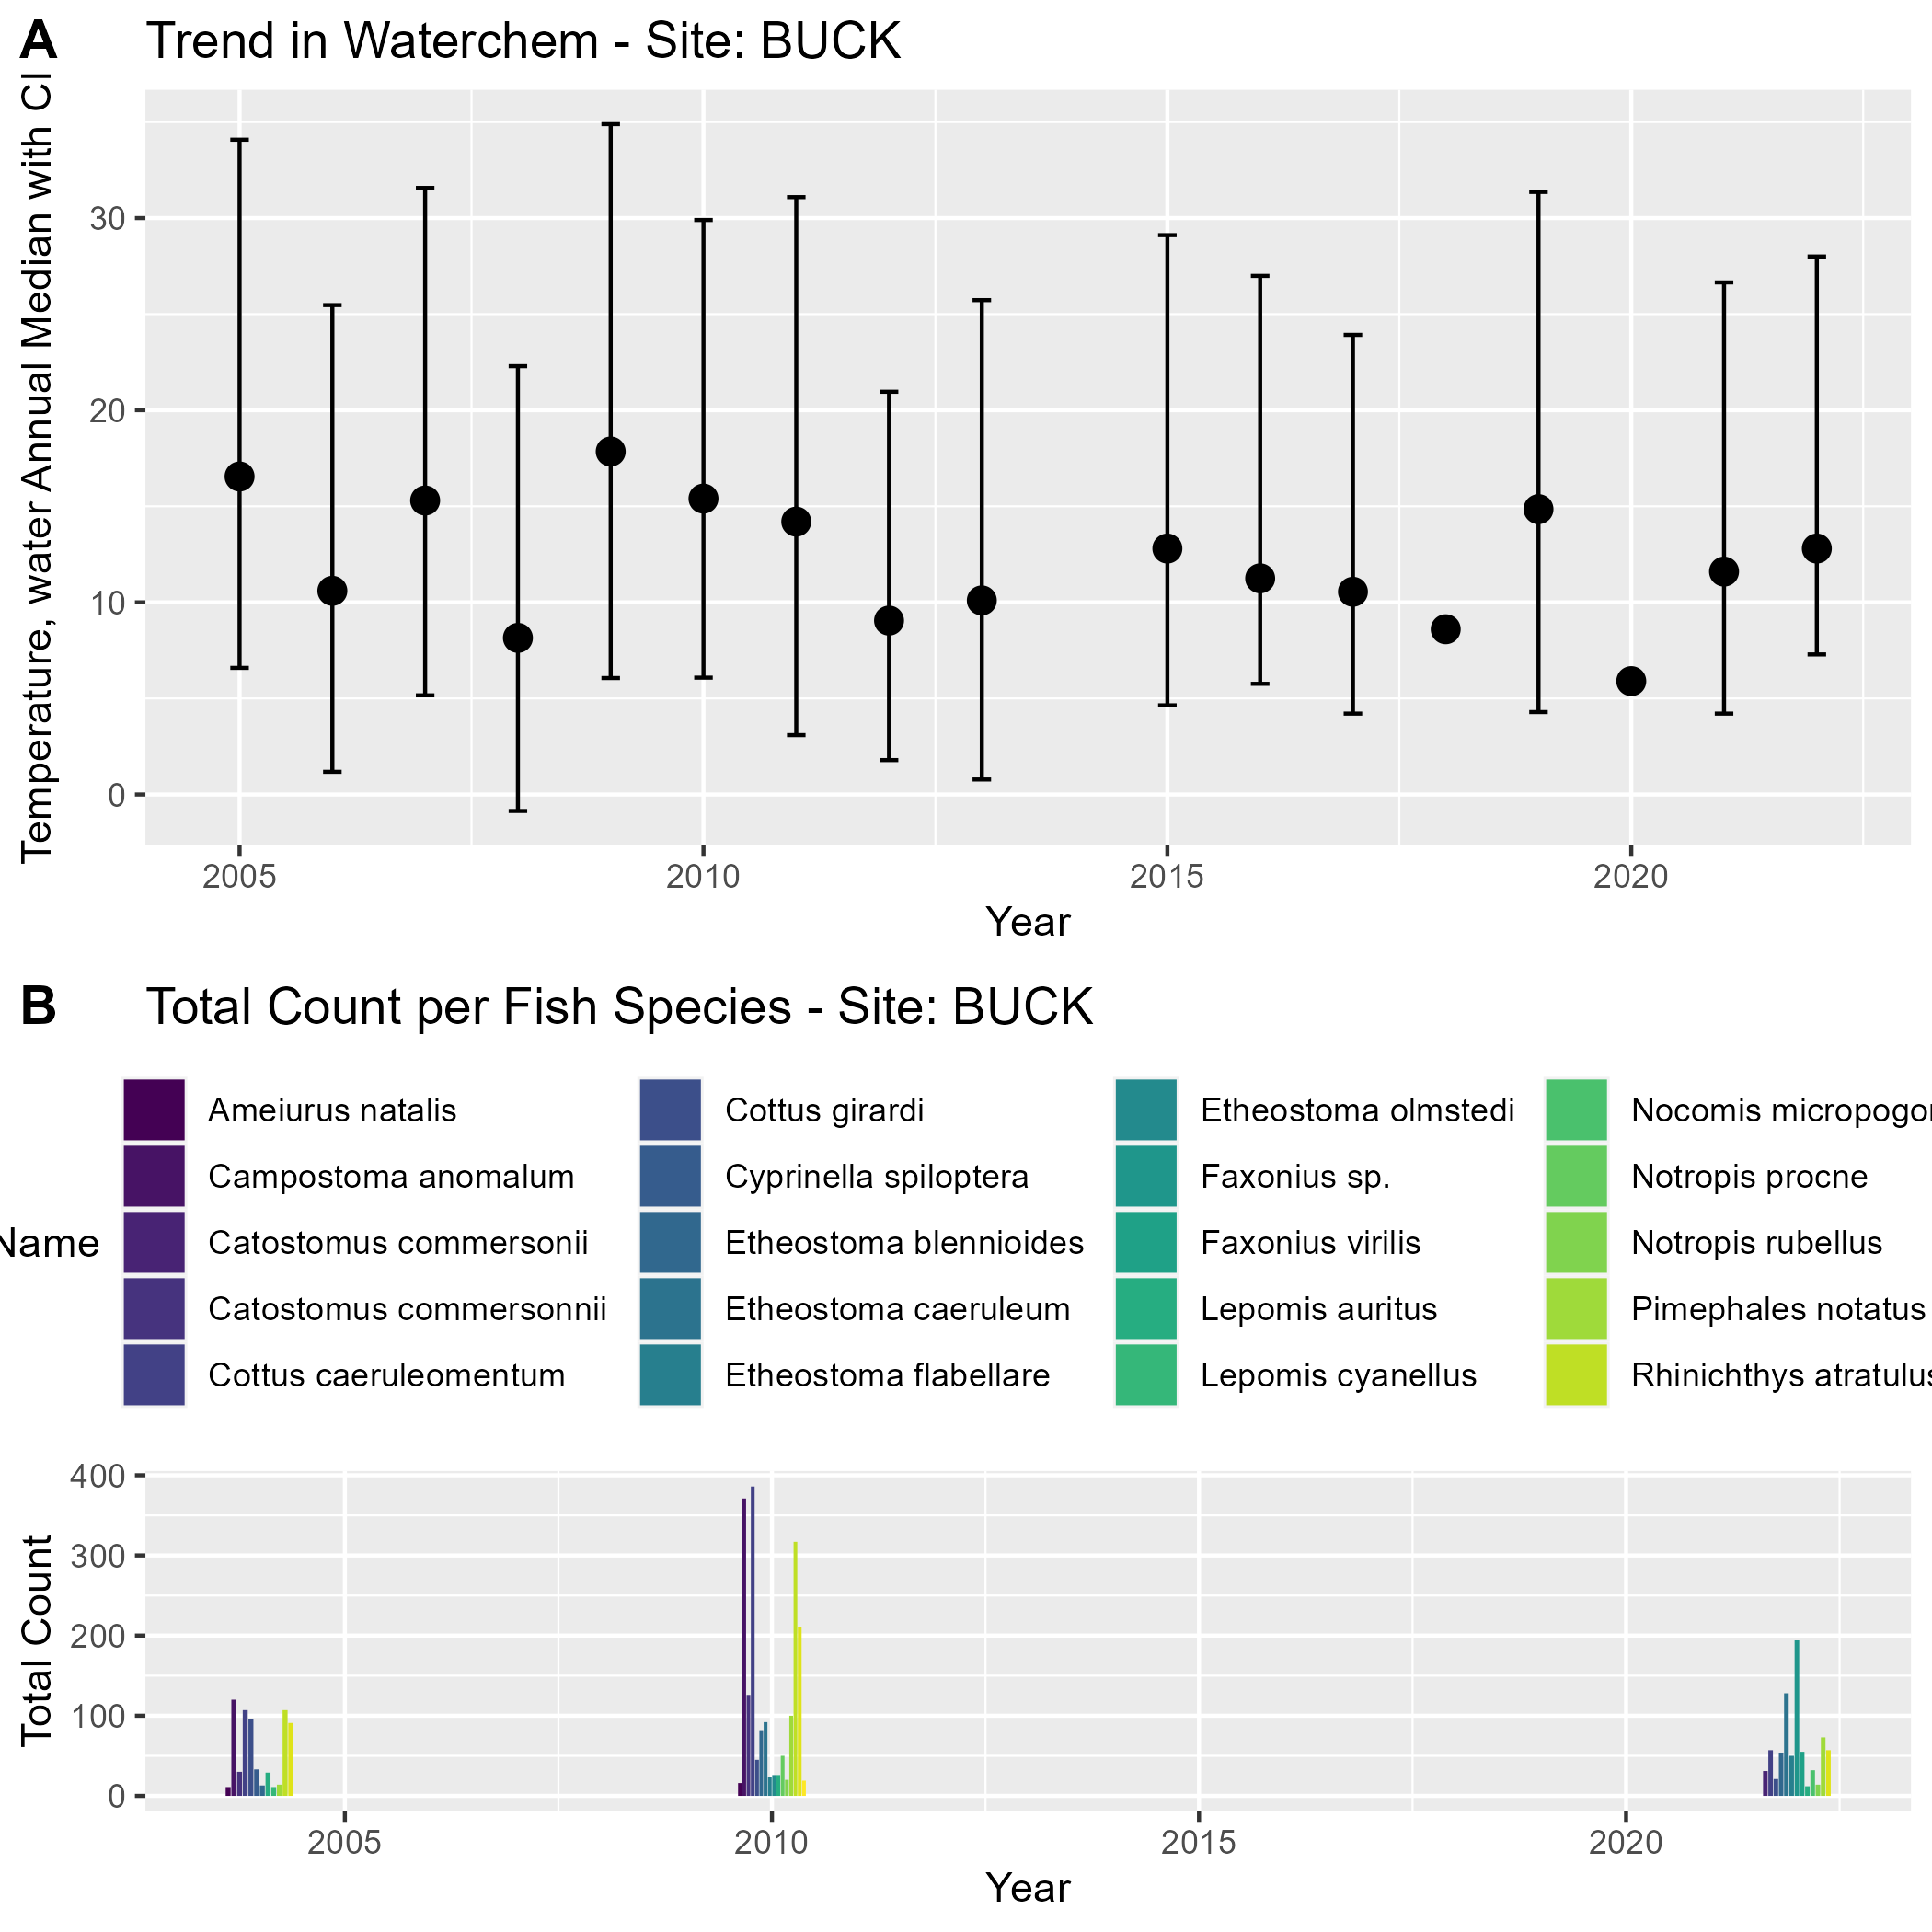 A Trend in Waterchem - Site: BUCK
Temperature, water Annual Median with CI
30
20
10
0
2005 2010 2015 2020
Year
B Total Count per Fish Species - Site: BUCK
Name
Ameiurus natalis Cottus girardi Etheostoma olmstedi Nocomis micropogon
Campostoma anomalum Cyprinella spiloptera Faxonius sp. Notropis procne
Catostomus commersonii Etheostoma blennioides Faxonius virilis Notropis rubellus
Catostomus commersonnii Etheostoma caeruleum Lepomis auritus Pimephales notatus
Cottus caeruleomentum Etheostoma flabellare Lepomis cyanellus Rhinichthys atratulus
Total Count
400
300
200
100
0
2005 2010 2015 2020
Year